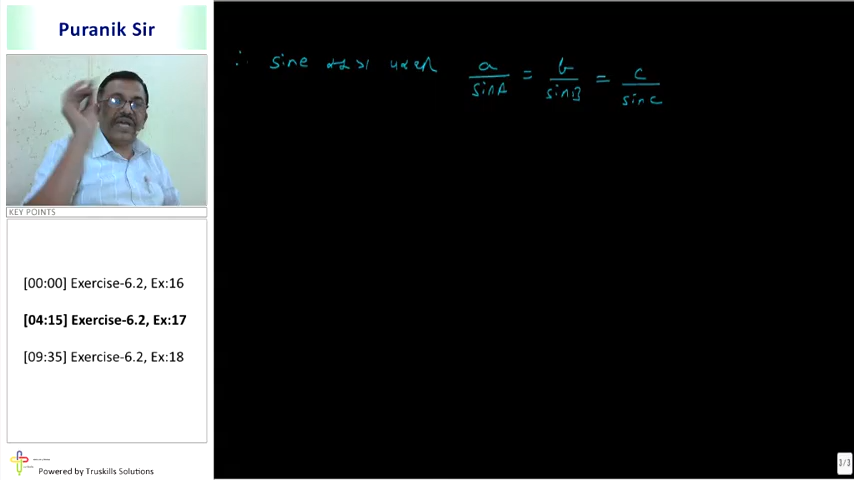 Puranik Sir
∴ sine a/sinA = b/sinB = c/sinC
KEY POINTS
[00:00] Exercise-6.2, Ex:16
[04:15] Exercise-6.2, Ex:17
[09:35] Exercise-6.2, Ex:18
Powered by Truskills Solutions
3/3